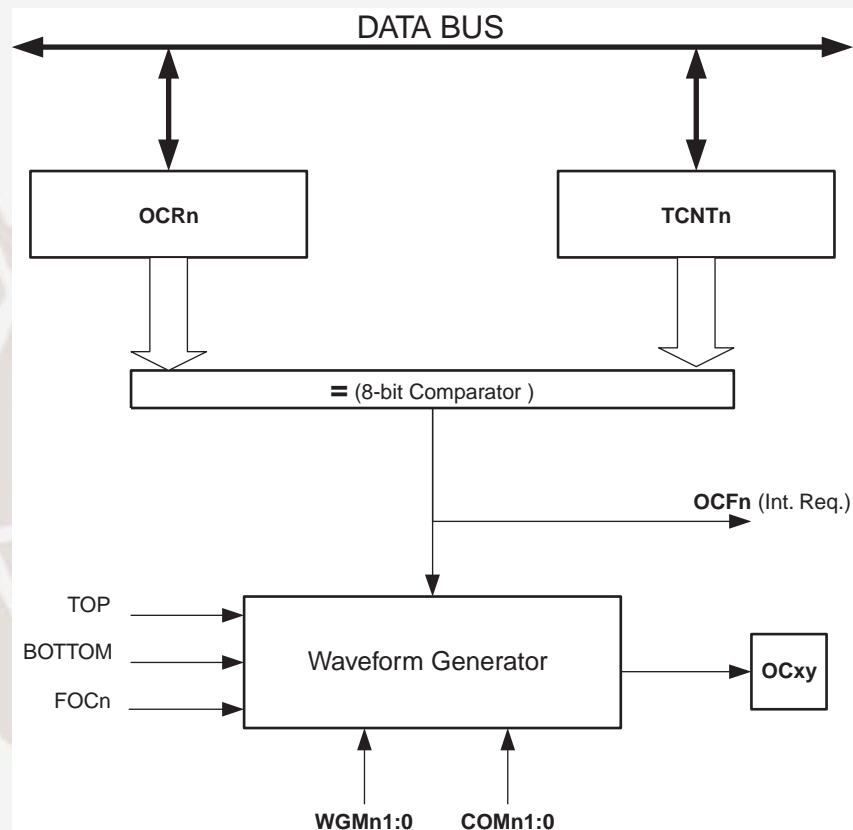 DATA BUS
OCRn
TCNTn
= (8-bit Comparator )
OCFn (Int. Req.)
TOP
BOTTOM
FOCn
Waveform Generator
OCxy
WGMn1:0
COMn1:0